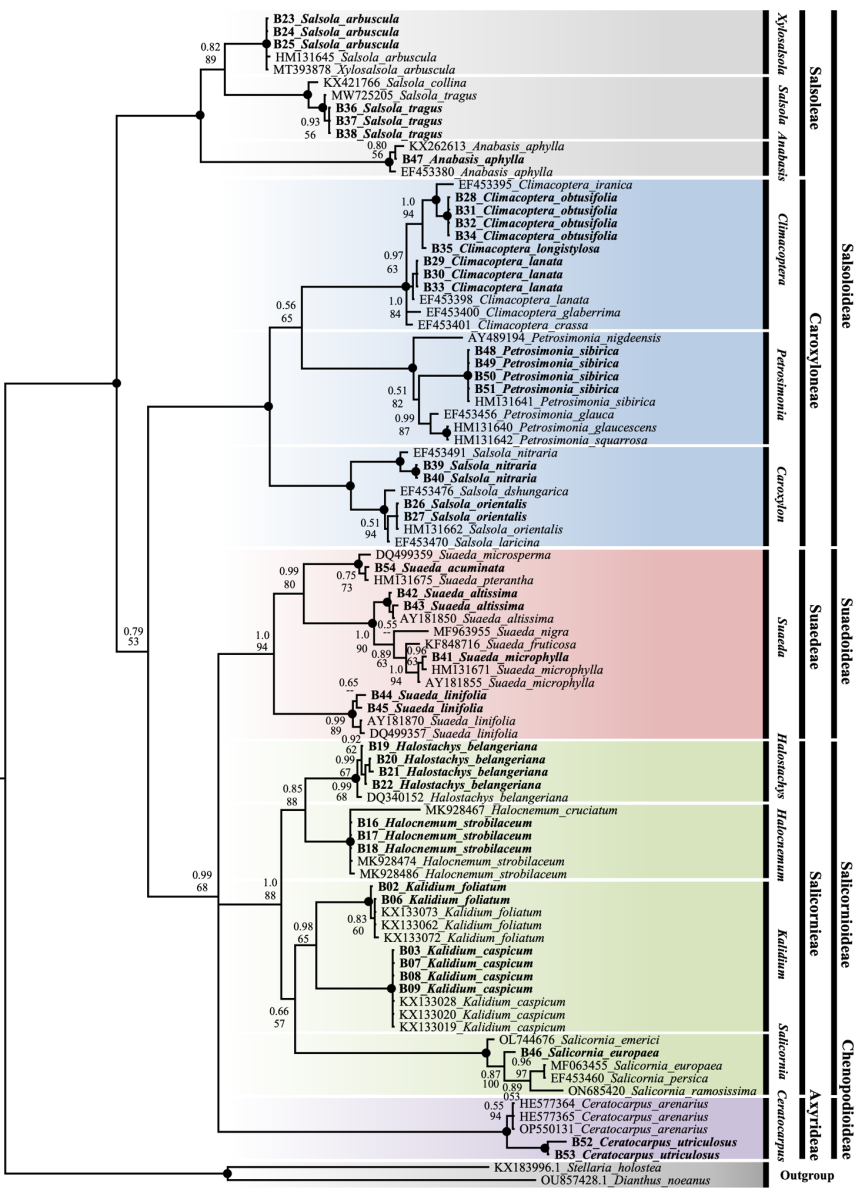 B23_Salsola_arbuscula
B24_Salsola_arbuscula
B25_Salsola_arbuscula
HM131645_Salsola_arbuscula
MT393878_Xylosalsola_arbuscula
0.82
89
Xylosalsola
KX421766_Salsola_collina
MW725205_Salsola_tragus
B36_Salsola_tragus
B37_Salsola_tragus
B38_Salsola_tragus
0.93
56
Salsola
KX262613_Anabasis_aphylla
B47_Anabasis_aphylla
EF453380_Anabasis_aphylla
0.80
56
Anabasis
Salsoleae
EF453395_Climacoptera_iranica
B28_Climacoptera_obtusifolia
B31_Climacoptera_obtusifolia
B32_Climacoptera_obtusifolia
B34_Climacoptera_obtusifolia
B35_Climacoptera_longistylosa
B29_Climacoptera_lanata
B30_Climacoptera_lanata
B33_Climacoptera_lanata
EF453398_Climacoptera_lanata
EF453400_Climacoptera_glaberrima
EF453401_Climacoptera_crassa
1.0
94
0.97
63
1.0
84
Climacoptera
0.56
65
AY489194_Petrosimonia_nigdeensis
B48_Petrosimonia_sibirica
B49_Petrosimonia_sibirica
B50_Petrosimonia_sibirica
B51_Petrosimonia_sibirica
HM131641_Petrosimonia_sibirica
EF453456_Petrosimonia_glauca
HM131640_Petrosimonia_glaucescens
HM131642_Petrosimonia_squarrosa
0.51
82
0.99
87
Petrosimonia
EF453491_Salsola_nitraria
B39_Salsola_nitraria
B40_Salsola_nitraria
EF453476_Salsola_dshungarica
B26_Salsola_orientalis
B27_Salsola_orientalis
HM131662_Salsola_orientalis
EF453470_Salsola_laricina
0.51
94
Caroxylon
Caroxyloneae
Salsoloideae
0.79
53
DQ499359_Suaeda_microsperma
B54_Suaeda_acuminata
HM131675_Suaeda_pterantha
B42_Suaeda_altissima
B43_Suaeda_altissima
AY181850_Suaeda_altissima
MF963955_Suaeda_nigra
KF848716_Suaeda_fruticosa
B41_Suaeda_microphylla
HM131671_Suaeda_microphylla
AY181855_Suaeda_microphylla
B44_Suaeda_linifolia
B45_Suaeda_linifolia
AY181870_Suaeda_linifolia
DQ499357_Suaeda_linifolia
0.99
80
0.75
73
1.0
94
0.55
--
1.0
90
0.89
63
0.96
63
1.0
94
0.65
--
0.99
89
Suaeda
Suaedeae
Suaedoideae
B19_Halostachys_belangeriana
B20_Halostachys_belangeriana
B21_Halostachys_belangeriana
B22_Halostachys_belangeriana
DQ340152_Halostachys_belangeriana
0.92
62
0.99
67
0.99
68
0.85
88
Halostachys
MK928467_Halocnemum_cruciatum
B16_Halocnemum_strobilaceum
B17_Halocnemum_strobilaceum
B18_Halocnemum_strobilaceum
MK928474_Halocnemum_strobilaceum
MK928486_Halocnemum_strobilaceum
Halocnemum
0.99
68
1.0
88
B02_Kalidium_foliatum
B06_Kalidium_foliatum
KX133073_Kalidium_foliatum
KX133062_Kalidium_foliatum
KX133072_Kalidium_foliatum
B03_Kalidium_caspicum
B07_Kalidium_caspicum
B08_Kalidium_caspicum
B09_Kalidium_caspicum
KX133028_Kalidium_caspicum
KX133020_Kalidium_caspicum
KX133019_Kalidium_caspicum
0.83
60
0.98
65
0.66
57
Kalidium
OL744676_Salicornia_emerici
B46_Salicornia_europaea
MF063455_Salicornia_europaea
EF453460_Salicornia_persica
ON685420_Salicornia_ramosissima
0.96
97
0.87
100
0.89
053
Salicornia
Salicornieae
Salicornioideae
HE577364_Ceratocarpus_arenarius
HE577365_Ceratocarpus_arenarius
OP550131_Ceratocarpus_arenarius
B52_Ceratocarpus_utriculosus
B53_Ceratocarpus_utriculosus
0.55
94
Ceratocarpus
Axyrideae
Chenopodioideae
KX183996.1_Stellaria_holostea
OU857428.1_Dianthus_noeanus
Outgroup